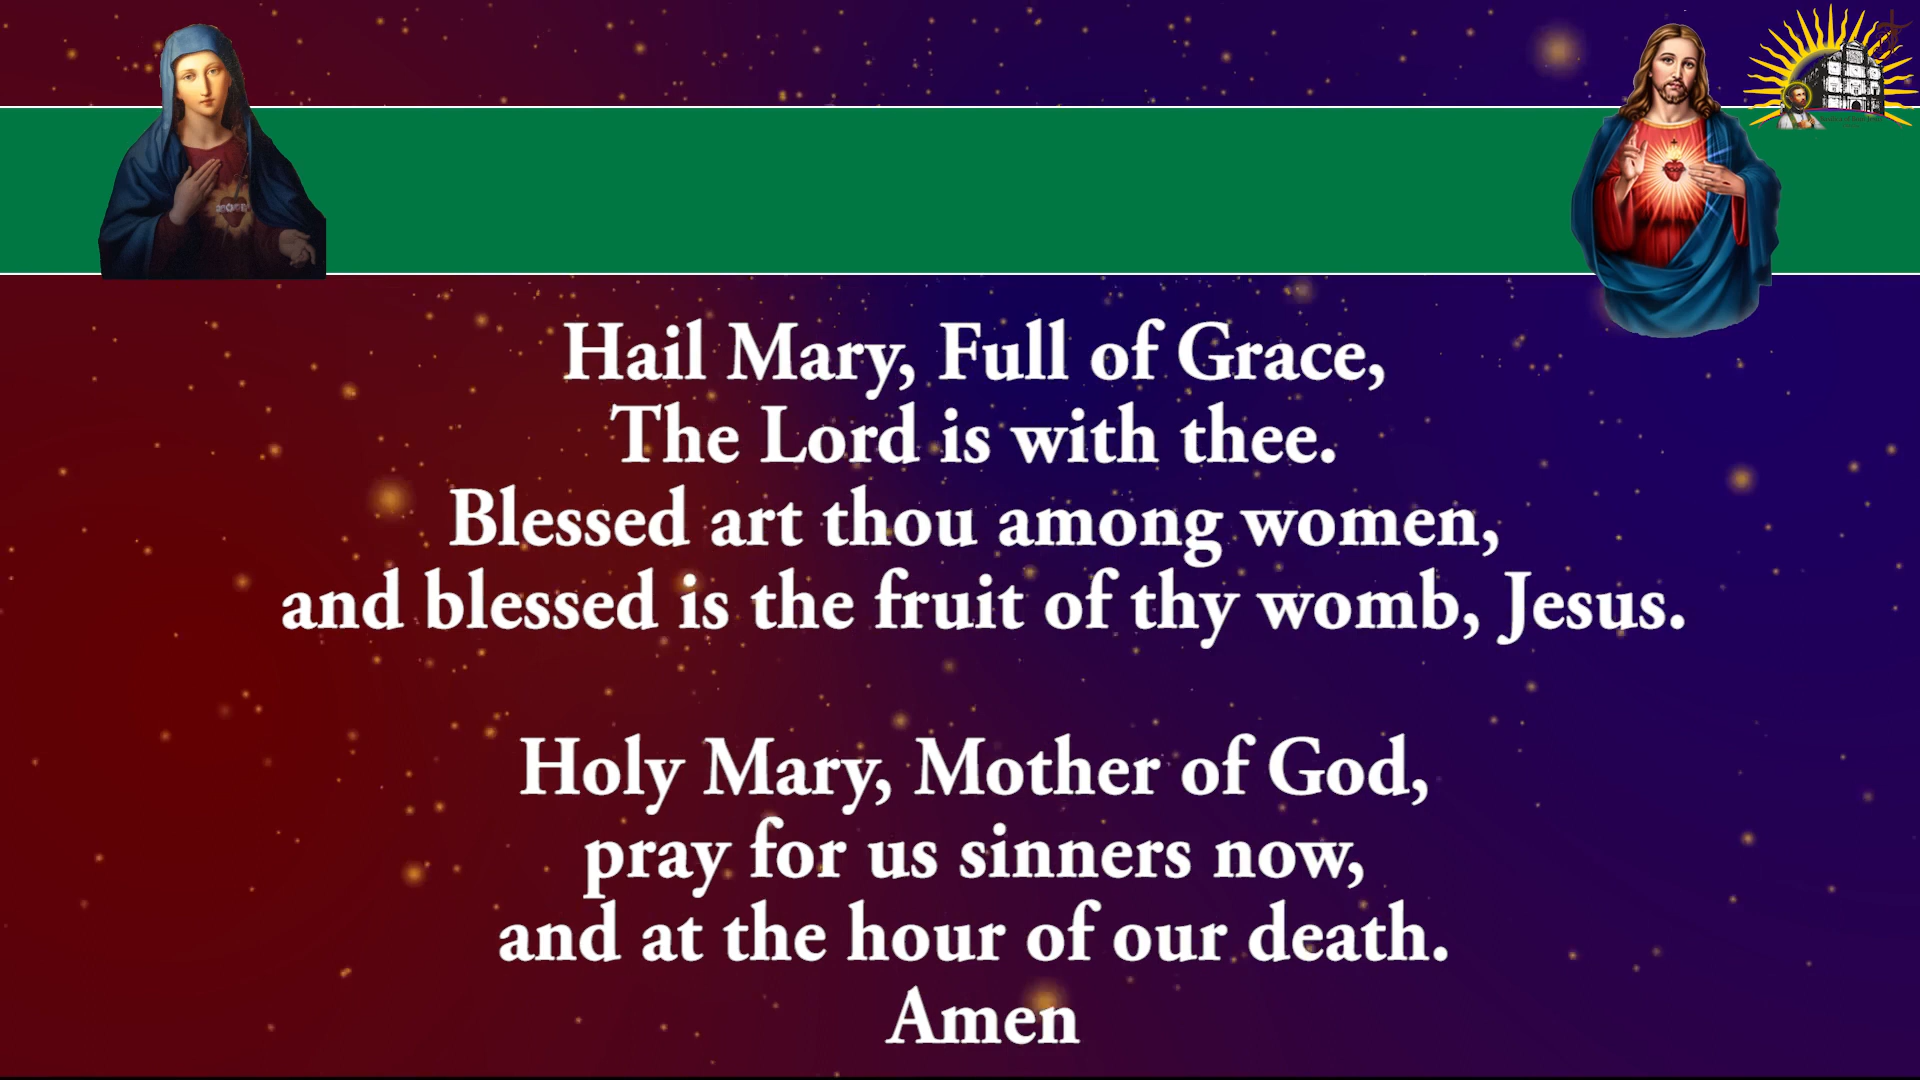 Hail Mary, Full of Grace,
The Lord is with thee.
Blessed art thou among women,
and blessed is the fruit of thy womb, Jesus.
Holy Mary, Mother of God,
pray for us sinners now,
and at the hour of our death.
Amen